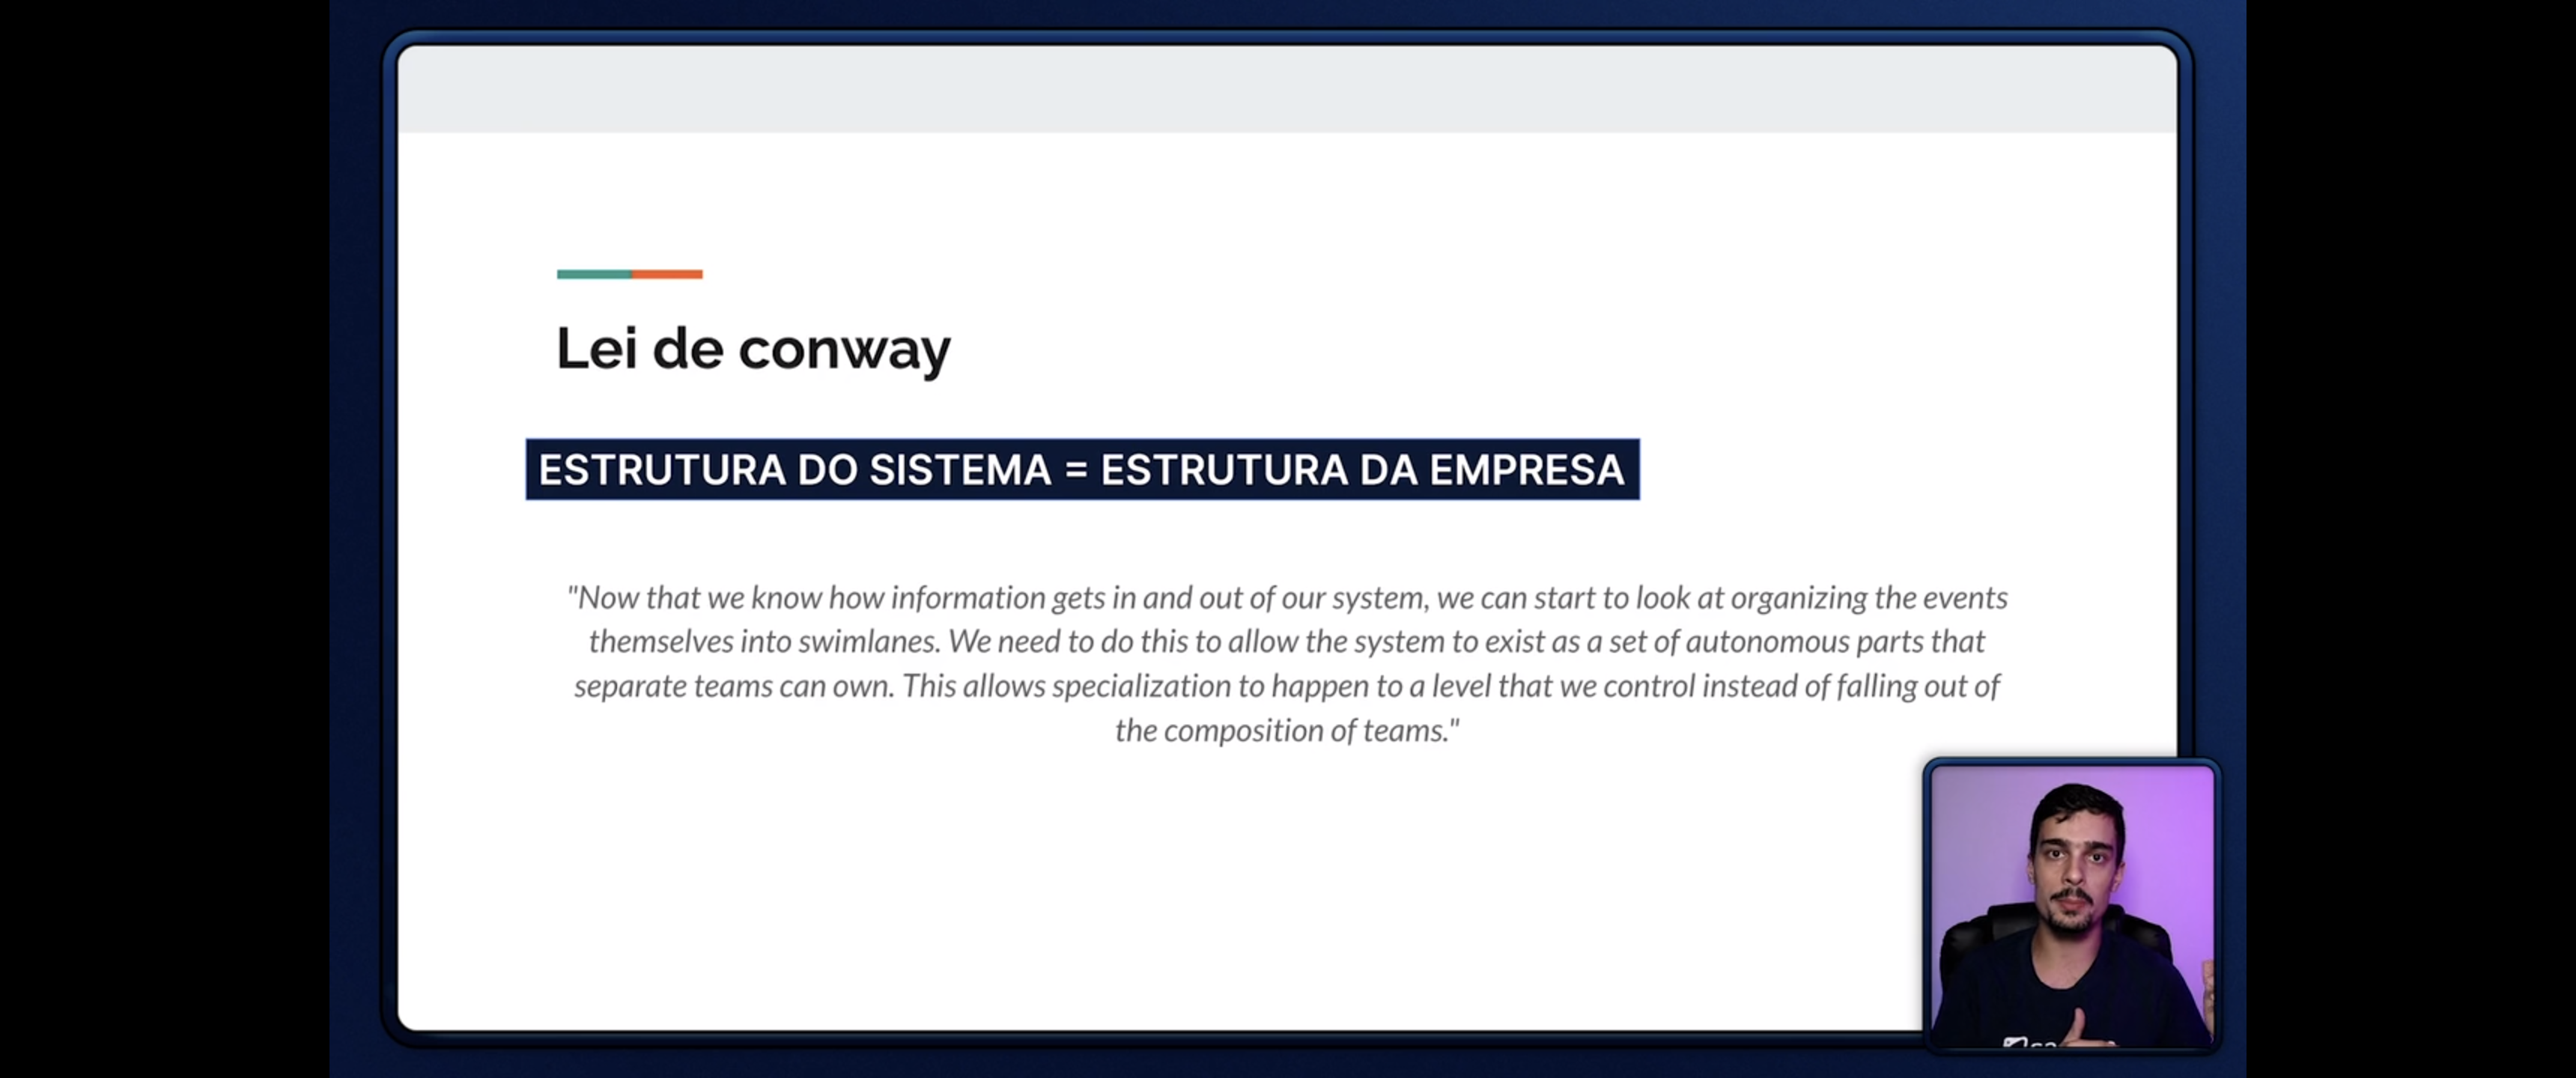 Lei de conway
ESTRUTURA DO SISTEMA = ESTRUTURA DA EMPRESA
"Now that we know how information gets in and out of our system, we can start to look at organizing the events
themselves into swimlanes. We need to do this to allow the system to exist as a set of autonomous parts that
separate teams can own. This allows specialization to happen to a level that we control instead of falling out of
the composition of teams."